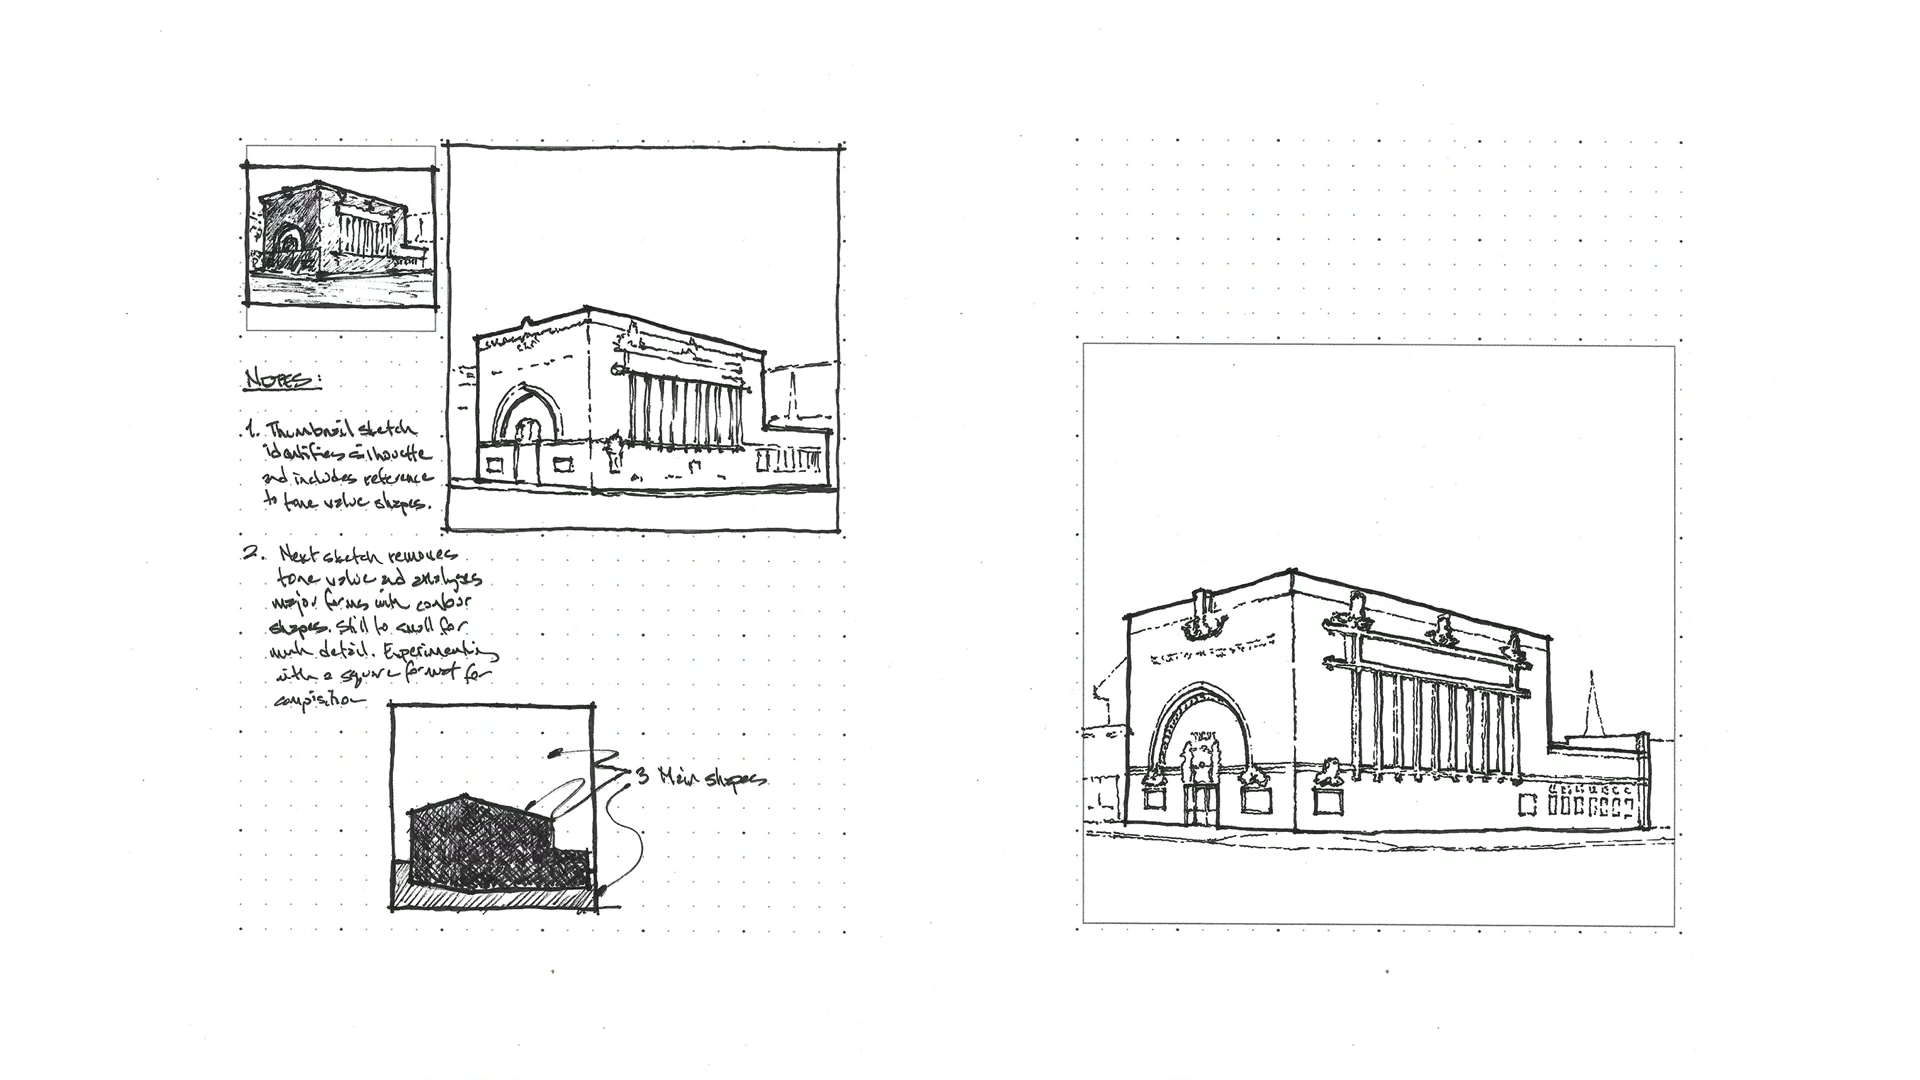 NOTES:
1. Thumbnail sketch
identifies silhouette
and includes reference
to tone value shapes.
2. Next sketch removes
tone value and analyzes
major forms with contour
shapes. Still to small for
much detail. Experimenting
with a square format for
compisition
3 Main shapes